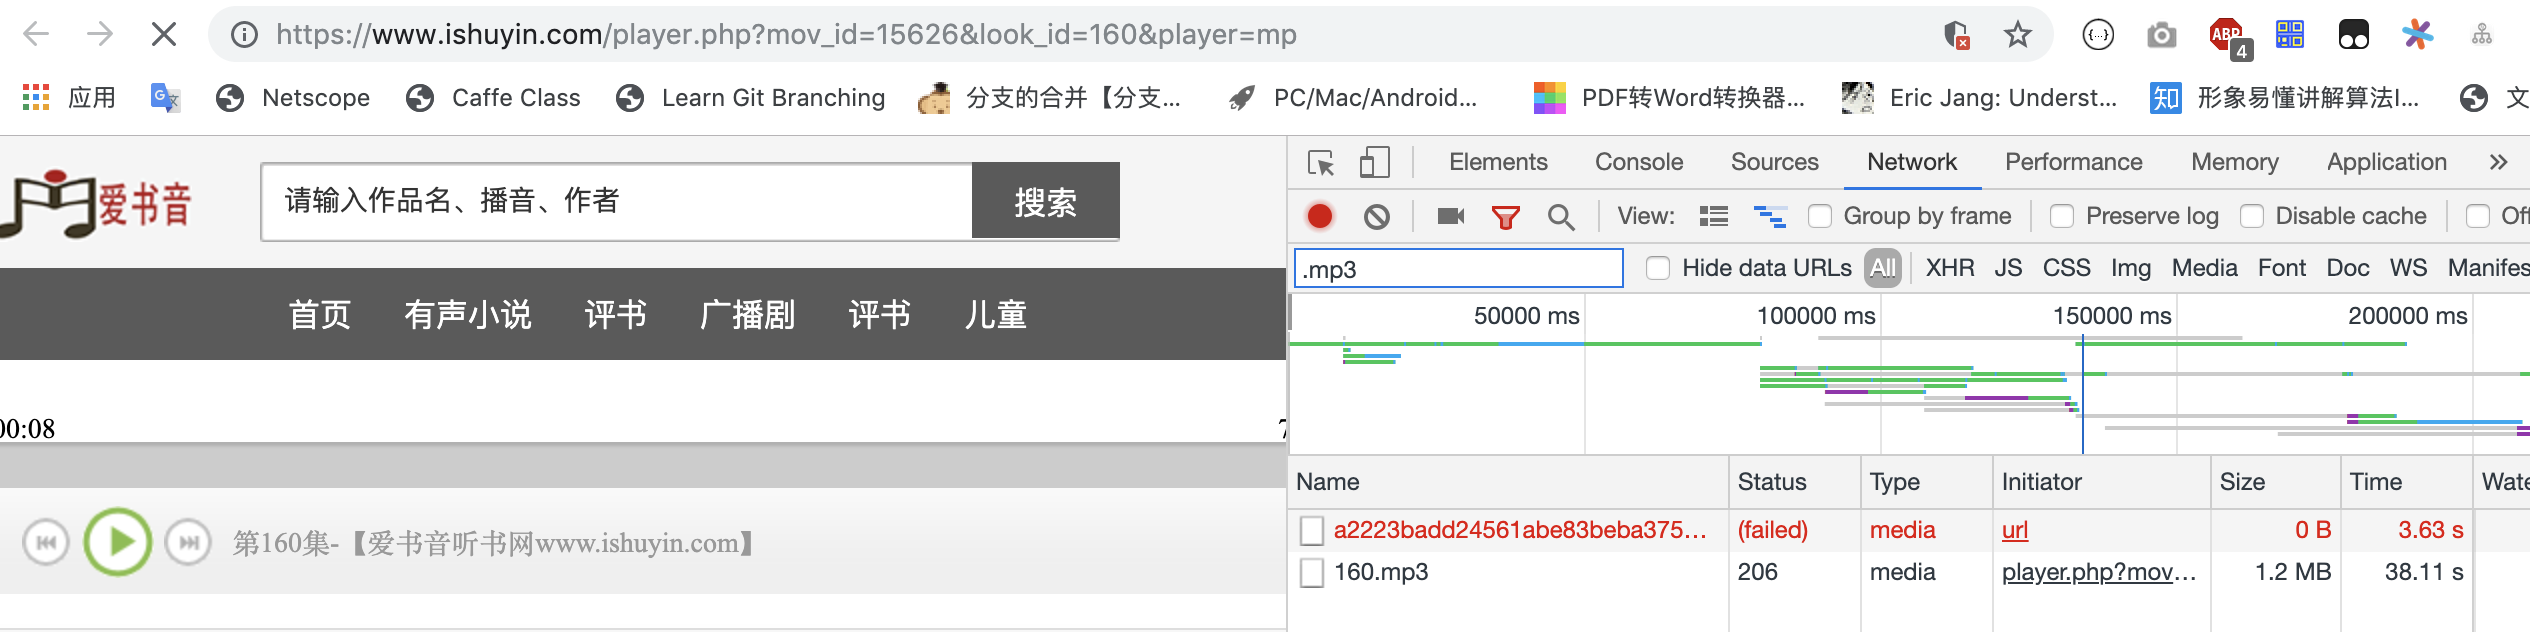 https://www.ishuyin.com/player.php?mov_id=15626&look_id=160&player=mp
ABP 4
应用 Netscope Caffe Class Learn Git Branching 分支的合并【分支... PC/Mac/Android... PDF转Word转换器... Eric Jang: Underst... 知 形象易懂讲解算法I... 文
爱书音 请输入作品名、播音、作者 搜索
首页 有声小说 评书 广播剧 评书 儿童
00:08 7
第160集-【爱书音听书网www.ishuyin.com】
Elements Console Sources Network Performance Memory Application
View: Group by frame Preserve log Disable cache Off
.mp3 Hide data URLs All XHR JS CSS Img Media Font Doc WS Manifes
50000 ms 100000 ms 150000 ms 200000 ms
Name Status Type Initiator Size Time Wate
a2223badd24561abe83beba375... (failed) media url 0 B 3.63 s
160.mp3 206 media player.php?mov... 1.2 MB 38.11 s